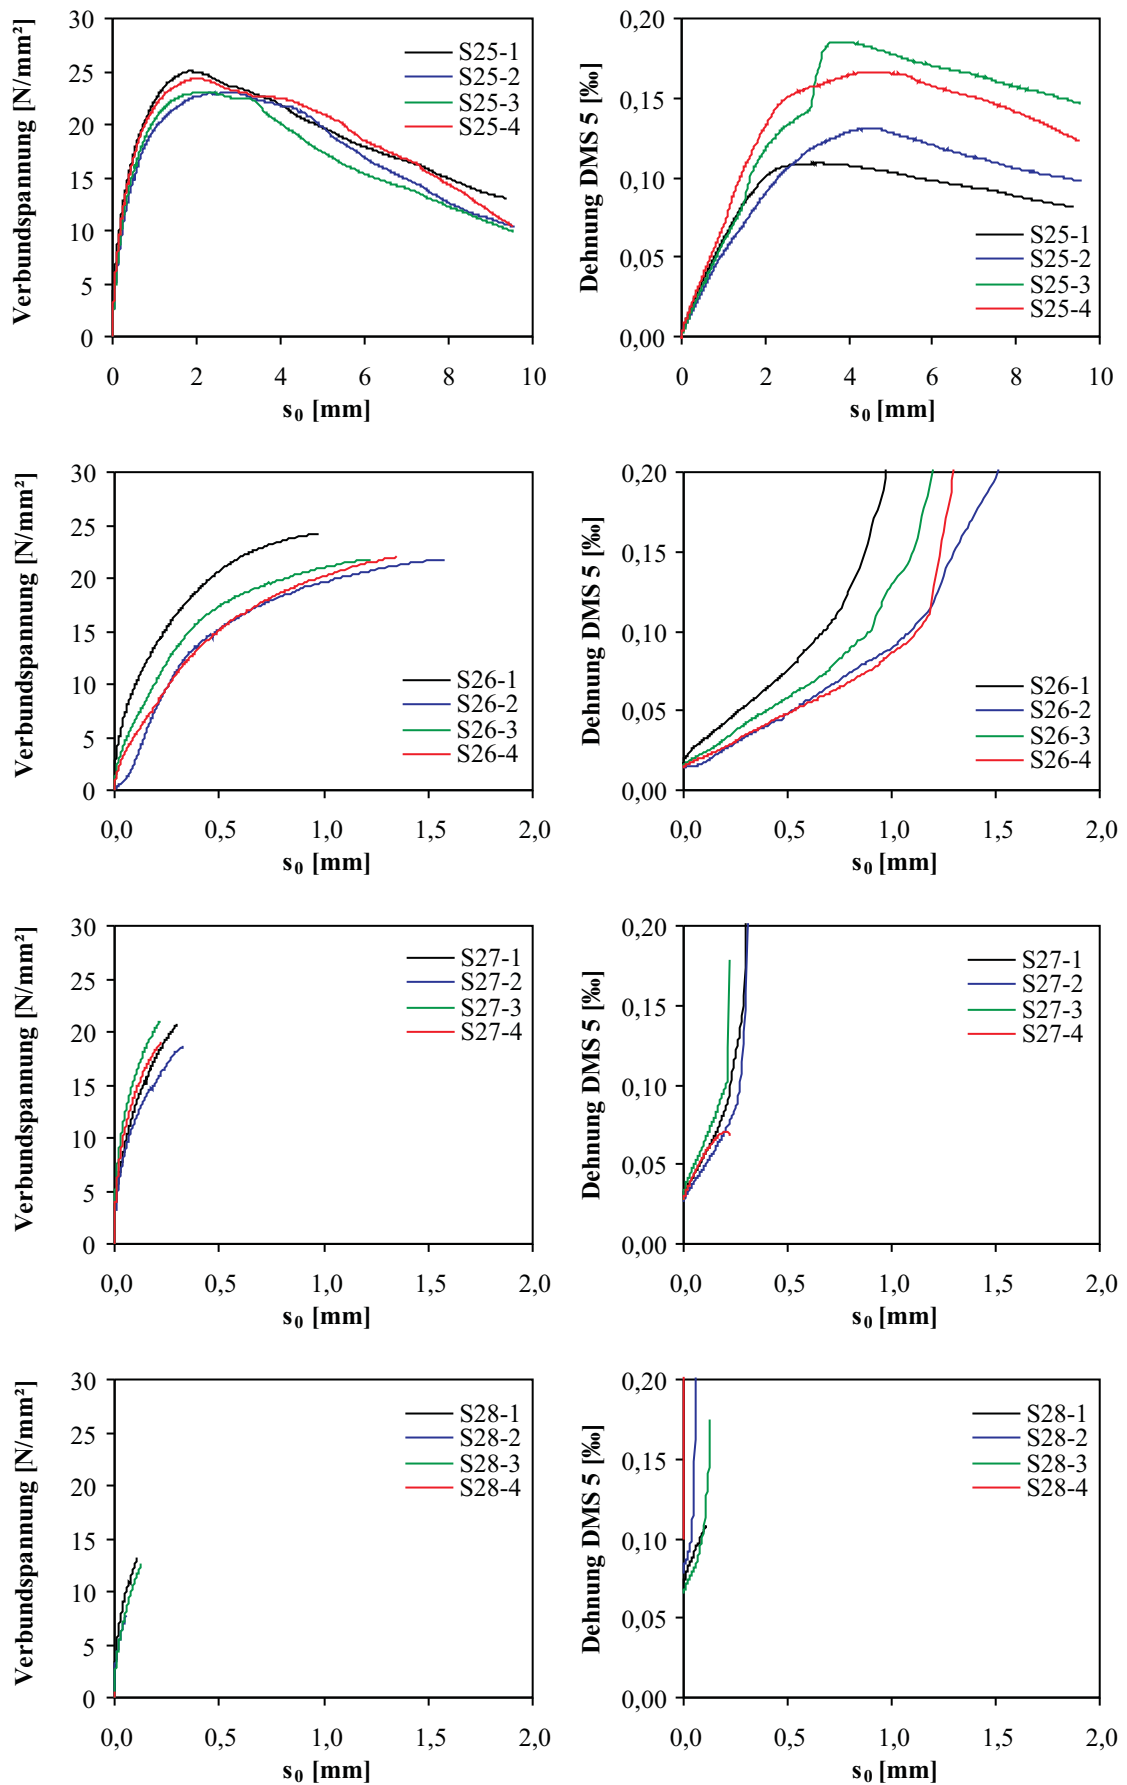 Verbundspannung [N/mm²]
30
25
20
15
10
5
0
S25-1
S25-2
S25-3
S25-4
0 2 4 6 8 10
s₀ [mm]
Dehnung DMS 5 [‰]
0,20
0,15
0,10
0,05
0,00
S25-1
S25-2
S25-3
S25-4
0 2 4 6 8 10
s₀ [mm]
Verbundspannung [N/mm²]
30
25
20
15
10
5
0
S26-1
S26-2
S26-3
S26-4
0,0 0,5 1,0 1,5 2,0
s₀ [mm]
Dehnung DMS 5 [‰]
0,20
0,15
0,10
0,05
0,00
S26-1
S26-2
S26-3
S26-4
0,0 0,5 1,0 1,5 2,0
s₀ [mm]
Verbundspannung [N/mm²]
30
25
20
15
10
5
0
S27-1
S27-2
S27-3
S27-4
0,0 0,5 1,0 1,5 2,0
s₀ [mm]
Dehnung DMS 5 [‰]
0,20
0,15
0,10
0,05
0,00
S27-1
S27-2
S27-3
S27-4
0,0 0,5 1,0 1,5 2,0
s₀ [mm]
Verbundspannung [N/mm²]
30
25
20
15
10
5
0
S28-1
S28-2
S28-3
S28-4
0,0 0,5 1,0 1,5 2,0
s₀ [mm]
Dehnung DMS 5 [‰]
0,20
0,15
0,10
0,05
0,00
S28-1
S28-2
S28-3
S28-4
0,0 0,5 1,0 1,5 2,0
s₀ [mm]